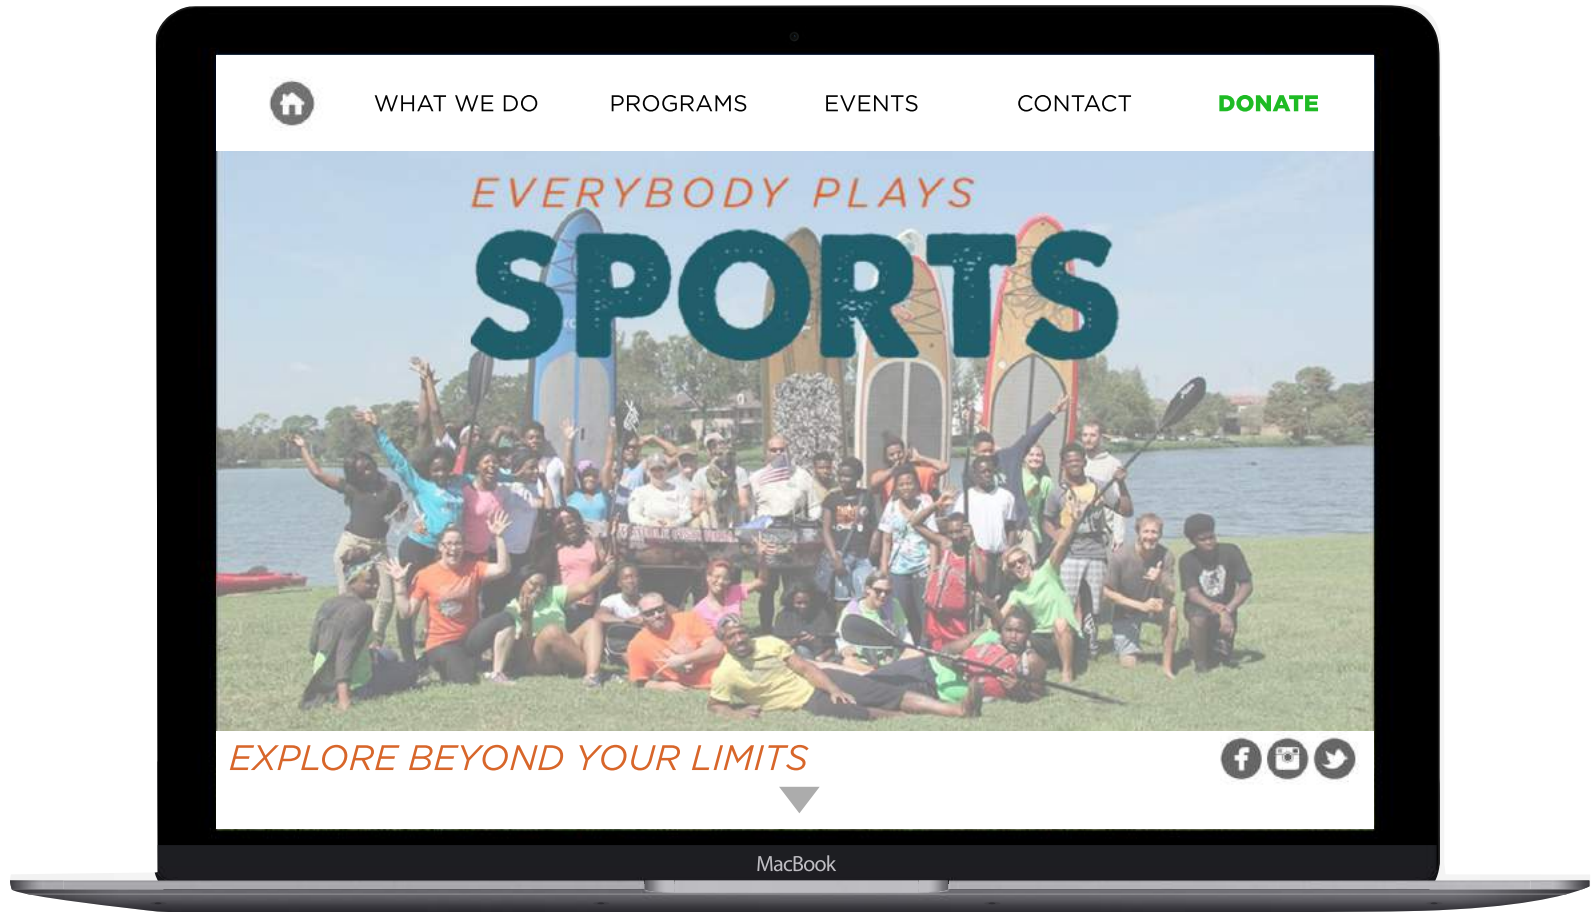 WHAT WE DO PROGRAMS EVENTS CONTACT DONATE
EVERYBODY PLAYS
SPORTS
EXPLORE BEYOND YOUR LIMITS
MacBook